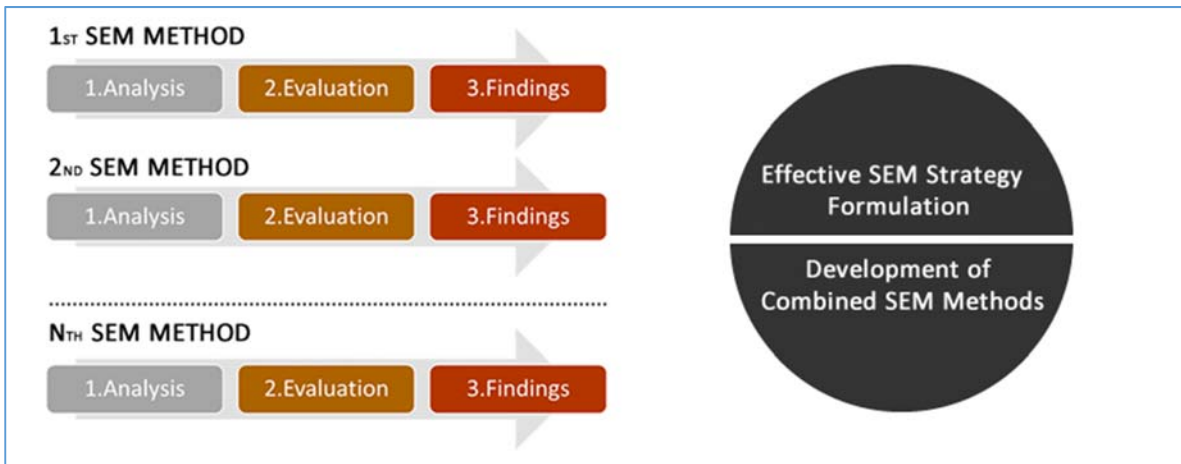 1ST SEM METHOD
1.Analysis 2.Evaluation 3.Findings
2ND SEM METHOD
1.Analysis 2.Evaluation 3.Findings
NTH SEM METHOD
1.Analysis 2.Evaluation 3.Findings
Effective SEM Strategy
Formulation
Development of
Combined SEM Methods